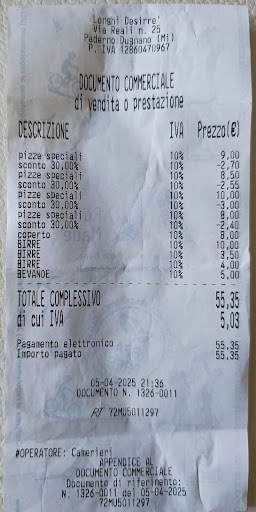 Longhi Desirre'
Via Reali n. 25
Paderno Dugnano (Mi)
P. IVA 12860470967
DOCUMENTO COMMERCIALE
di vendita o prestazione
DESCRIZIONE IVA Prezzo(€)
pizze speciali 10% 9,00
sconto 30,00% 10% -2,70
pizze speciali 10% 8,50
sconto 30,00% 10% -2,55
pizze speciali 10% 10,00
sconto 30,00% 10% -3,00
pizze speciali 10% 8,00
sconto 30,00% 10% -2,40
coperto 10% 8,00
BIRRE 10% 10,00
BIRRE 10% 3,50
BIRRE 10% 4,00
BEVANDE 10% 5,00
TOTALE COMPLESSIVO 55,35
di cui IVA 5,03
Pagamento elettronico 55,35
Importo pagato 55,35
05-04-2025 21:36
DOCUMENTO N. 1326-0011
RT 72MU5011297
#OPERATORE: Camerieri
APPENDICE AL
DOCUMENTO COMMERCIALE
Documento di riferimento:
N. 1326-0011 del 05-04-2025
72MU5011297